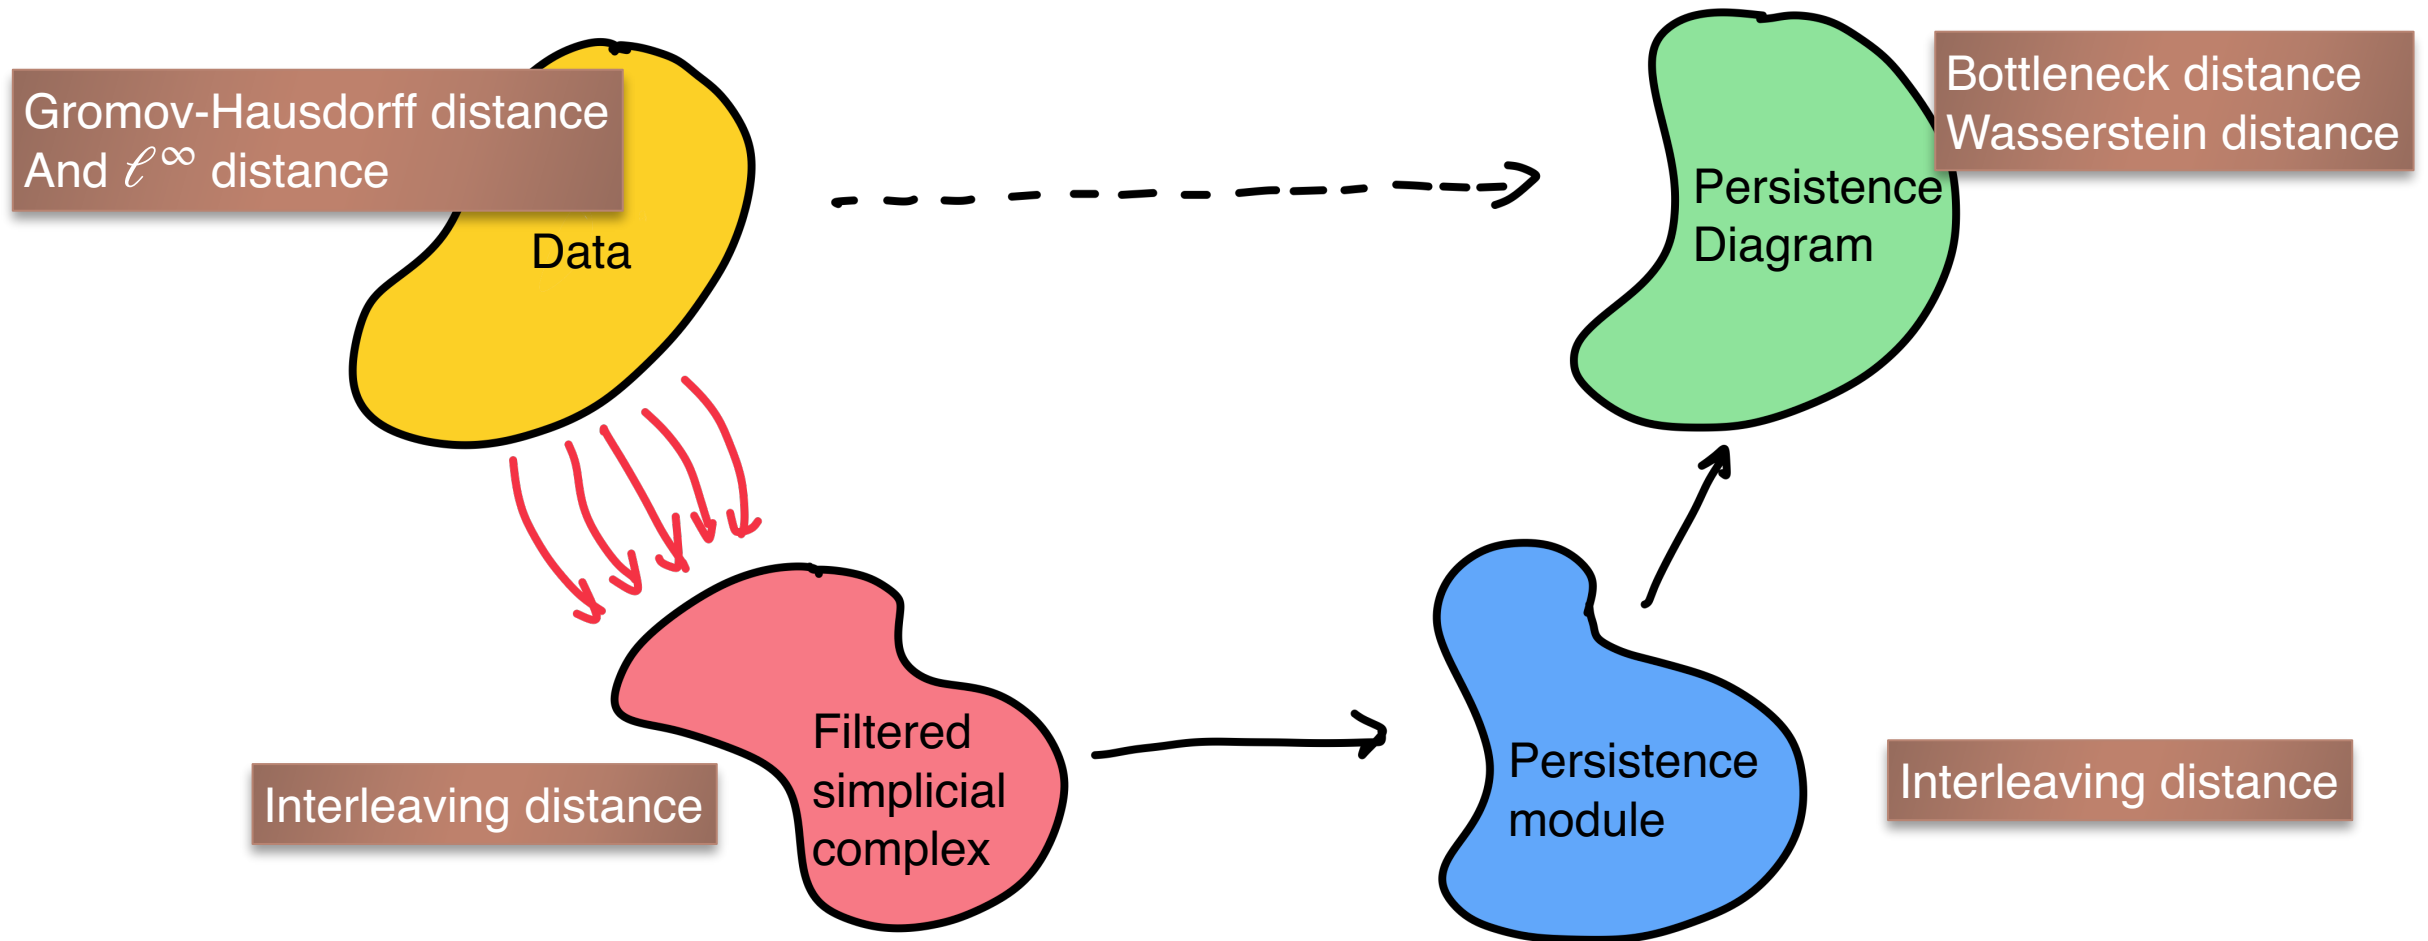 Gromov-Hausdorff distance
And ℓ^∞ distance
Data
Bottleneck distance
Wasserstein distance
Persistence
Diagram
Interleaving distance
Filtered
simplicial
complex
Persistence
module
Interleaving distance